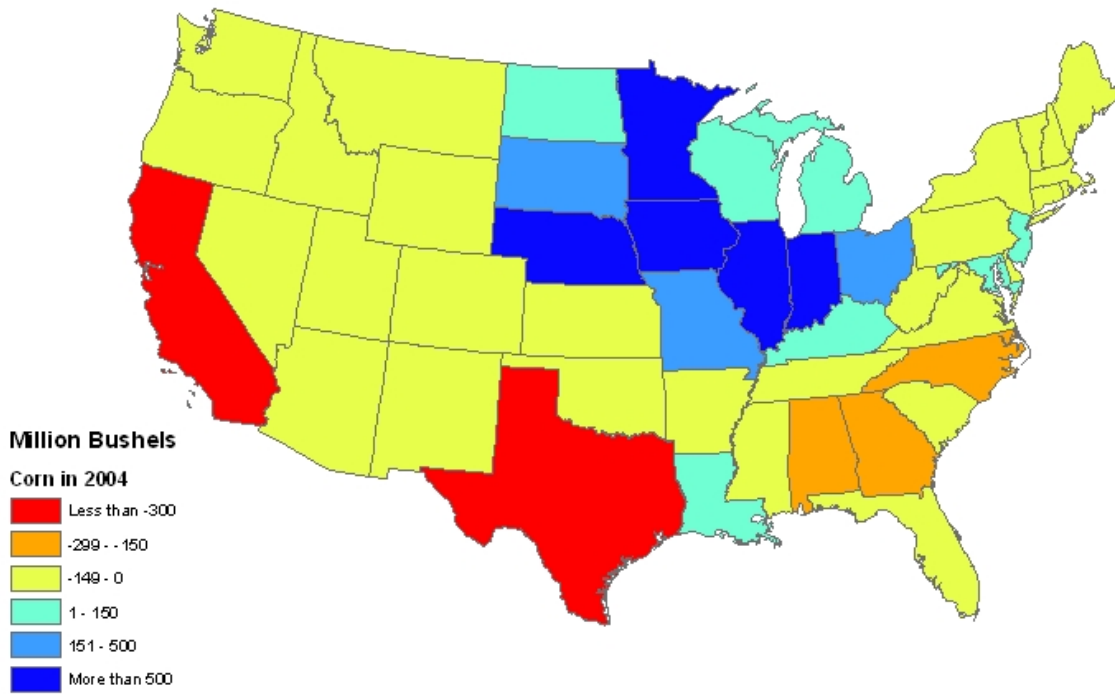 Million Bushels
Corn in 2004
Less than -300
-299 - -150
-149 - 0
1 - 150
151 - 500
More than 500